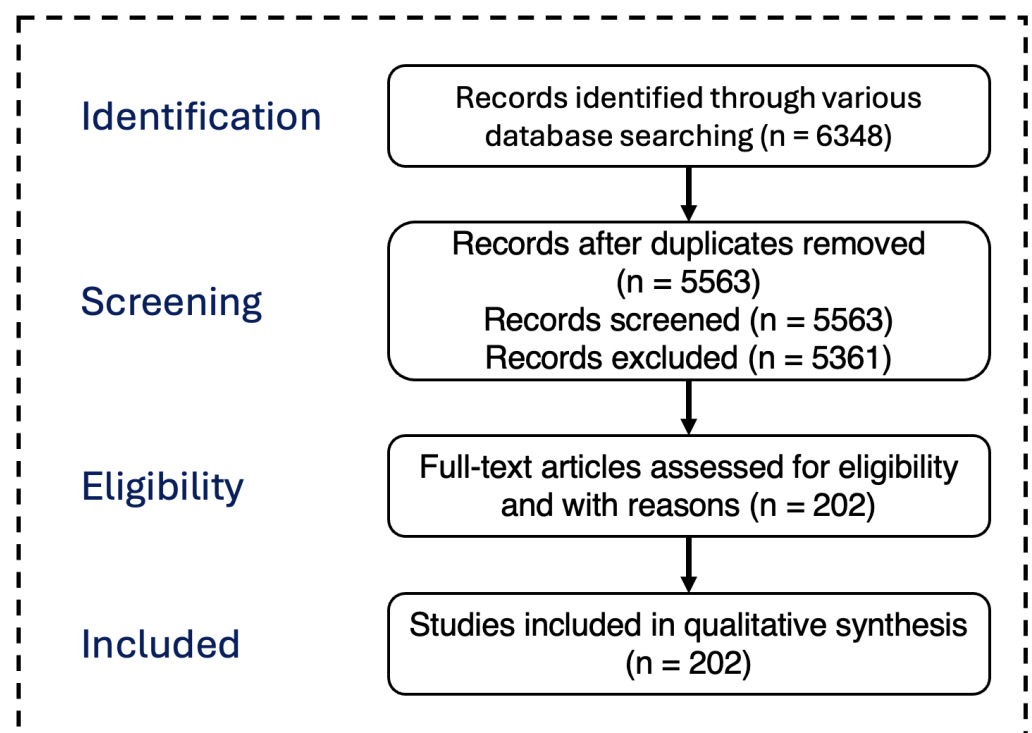 Identification
Records identified through various
database searching (n = 6348)
Screening
Records after duplicates removed
(n = 5563)
Records screened (n = 5563)
Records excluded (n = 5361)
Eligibility
Full-text articles assessed for eligibility
and with reasons (n = 202)
Included
Studies included in qualitative synthesis
(n = 202)